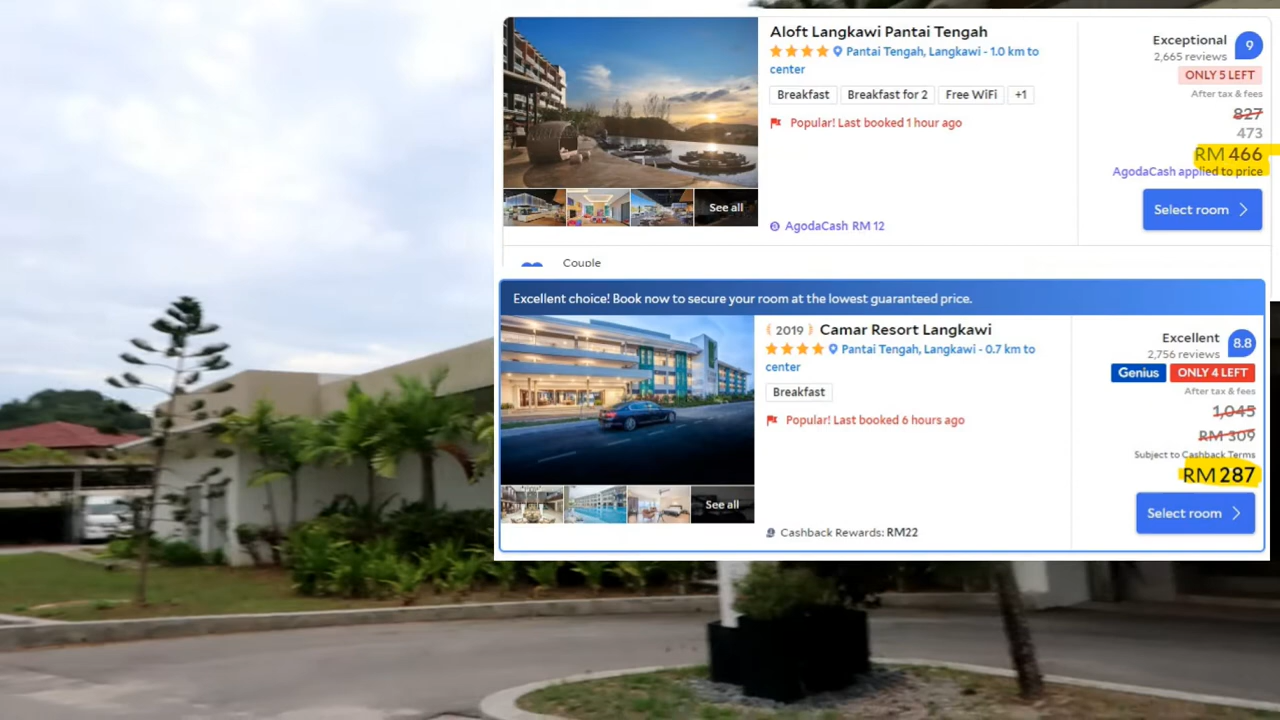 Aloft Langkawi Pantai Tengah
Pantai Tengah, Langkawi - 1.0 km to
center
Breakfast
Breakfast for 2
Free WiFi
+1
Popular! Last booked 1 hour ago
See all
AgodaCash RM 12
Exceptional
9
2,665 reviews
ONLY 5 LEFT
After tax & fees
827
473
RM 466
AgodaCash applied to price
Select room
Couple
Excellent choice! Book now to secure your room at the lowest guaranteed price.
2019
Camar Resort Langkawi
Pantai Tengah, Langkawi - 0.7 km to
center
Breakfast
Popular! Last booked 6 hours ago
See all
Cashback Rewards: RM22
Excellent
8.8
2,756 reviews
Genius
ONLY 4 LEFT
After tax & fees
1,045
RM 309
Subject to Cashback Terms
RM 287
Select room